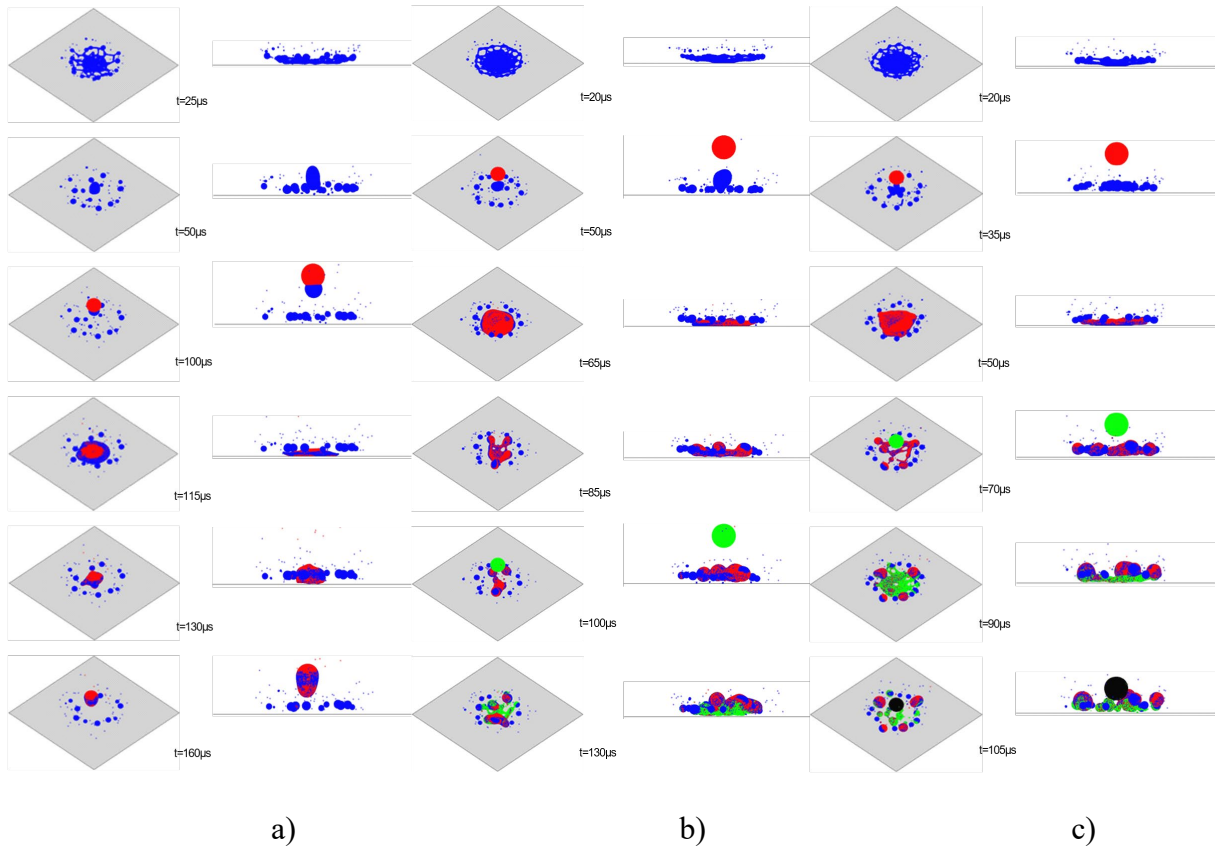 t=25µs
t=20µs
t=20µs
t=50µs
t=50µs
t=35µs
t=100µs
t=65µs
t=50µs
t=115µs
t=85µs
t=70µs
t=130µs
t=100µs
t=90µs
t=160µs
t=130µs
t=105µs
a)
b)
c)